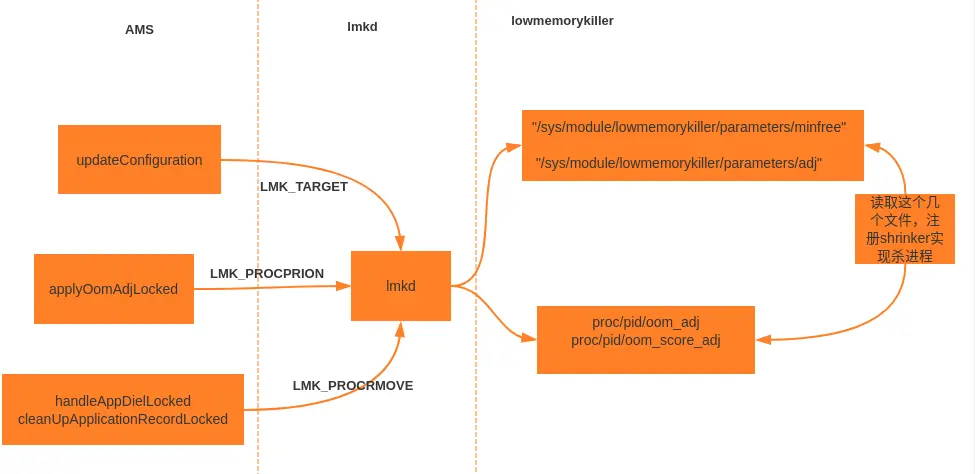 AMS
lmkd
lowmemorykiller
updateConfiguration
LMK_TARGET
applyOomAdjLocked
LMK_PROCPRION
lmkd
handleAppDielLocked
cleanUpApplicationRecordLocked
LMK_PROCRMOVE
"/sys/module/lowmemorykiller/parameters/minfree"
"/sys/module/lowmemorykiller/parameters/adj"
读取这个几
个文件，注
册shrinker实
现杀进程
proc/pid/oom_adj
proc/pid/oom_score_adj